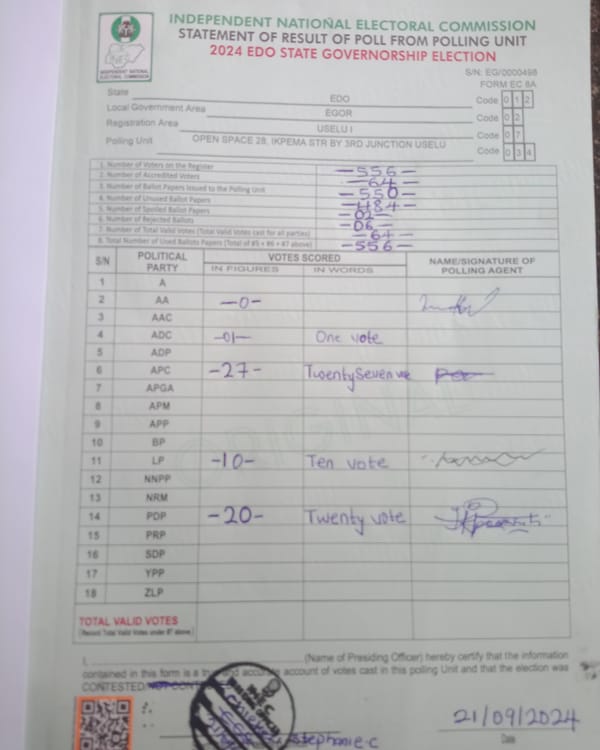 INDEPENDENT NATIONAL ELECTORAL COMMISSION
STATEMENT OF RESULT OF POLL FROM POLLING UNIT
2024 EDO STATE GOVERNORSHIP ELECTION
INDEPENDENT NATIONAL ELECTORAL COMMISSION
S/N: EG/0000498
FORM EC 8A
State EDO Code 0 1 2
Local Government Area EGOR Code 0 2
Registration Area USELU I Code 0 7
Polling Unit OPEN SPACE 28, IKPEMA STR BY 3RD JUNCTION USELU Code 0 3 4
1. Number of Voters on the Register -556-
2. Number of Accredited Voters -64-
3. Number of Ballot Papers Issued to the Polling Unit -550-
4. Number of Unused Ballot Papers -484-
5. Number of Spoiled Ballot Papers -02-
6. Number of Rejected Ballots -06-
7. Number of Total Valid Votes (Total Valid Votes cast for all parties) -64-
8. Total Number of Used Ballots Papers (Total of #5 + #6 + #7 above) -556-
S/N POLITICAL PARTY VOTES SCORED NAME/SIGNATURE OF POLLING AGENT
IN FIGURES IN WORDS
1 A
2 AA -0-
3 AAC
4 ADC -01- One vote
5 ADP
6 APC -27- Twenty Seven
7 APGA
8 APM
9 APP
10 BP
11 LP -10- Ten vote
12 NNPP
13 NRM
14 PDP -20- Twenty vote
15 PRP
16 SDP
17 YPP
18 ZLP
TOTAL VALID VOTES
(Record Total Valid Votes under #7 above)
I, (Name of Presiding Officer) hereby certify that the information
contained in this form is a and accurate account of votes cast in this polling Unit and that the election was
CONTESTED/NOT
Stephanie C
21/09/2024
Date